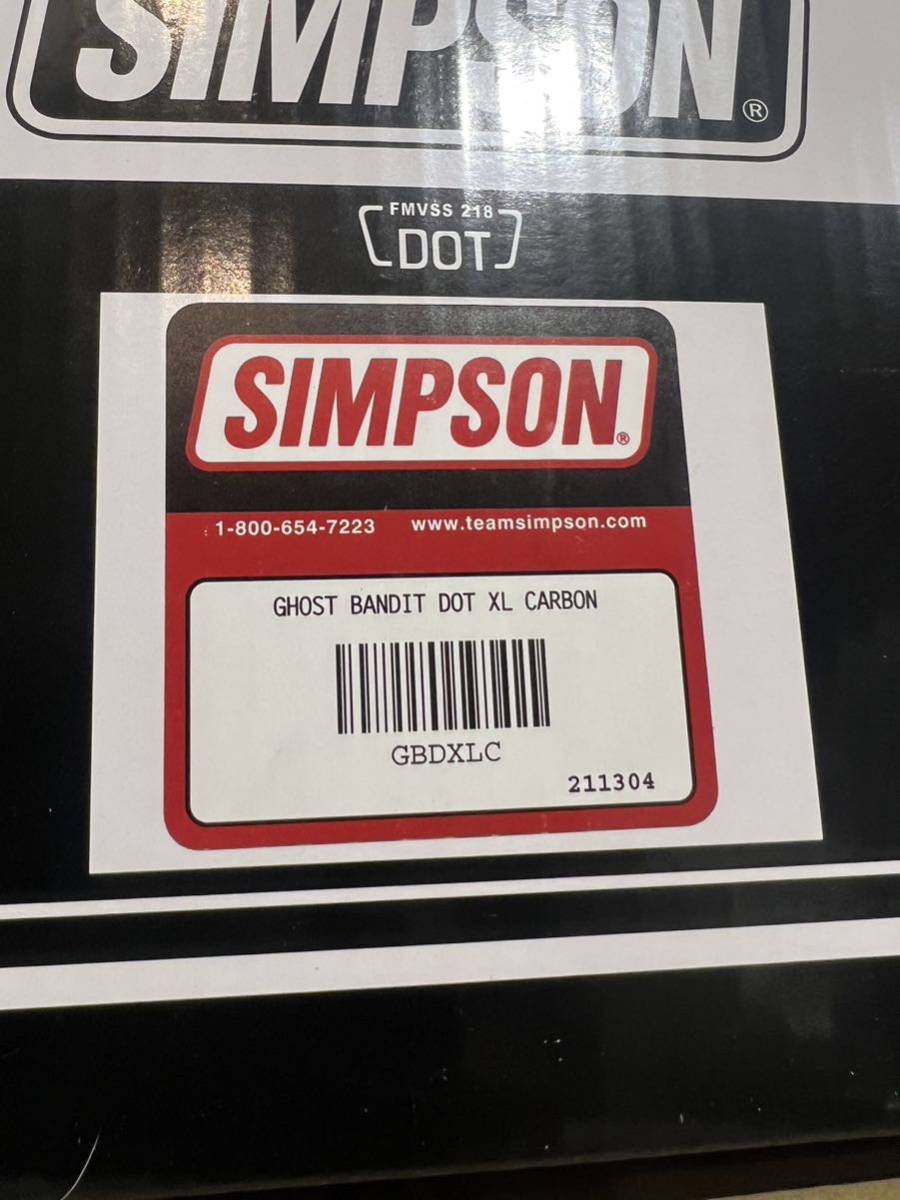 SIMPSON®
FMVSS 218
DOT
SIMPSON®
1-800-654-7223 www.teamsimpson.com
GHOST BANDIT DOT XL CARBON
GBDXLC
211304